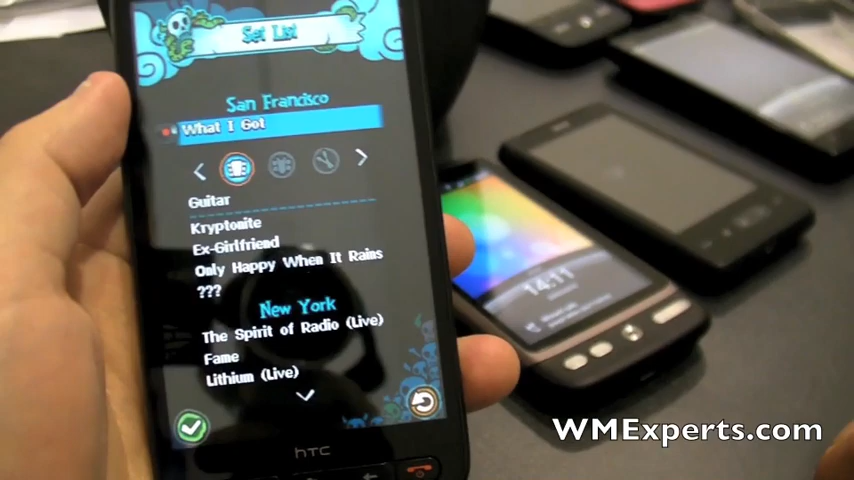 Set List
San Francisco
What I Got
Guitar
Kryptonite
Ex-Girlfriend
Only Happy When It Rains
???
New York
The Spirit of Radio (Live)
Fame
Lithium (Live)
hTC
14:11
WMExperts.com